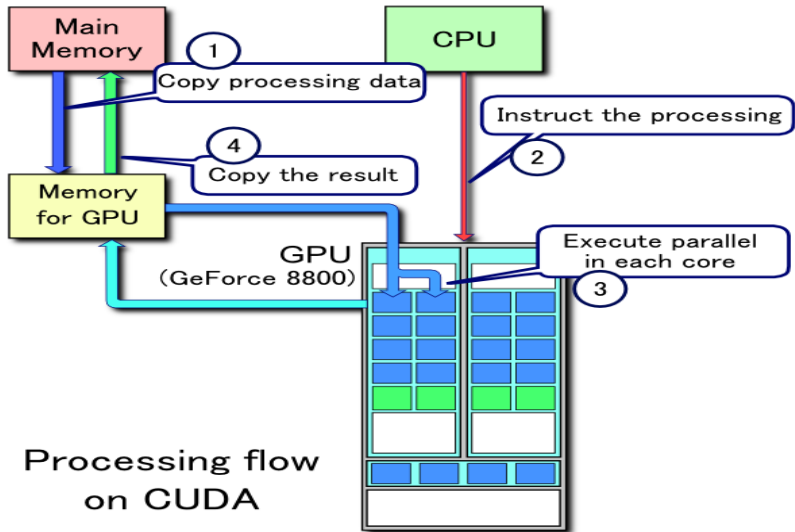 Main
Memory
CPU
1
Copy processing data
Instruct the processing
2
4
Copy the result
Memory
for GPU
GPU
(GeForce 8800)
Execute parallel
in each core
3
Processing flow
on CUDA